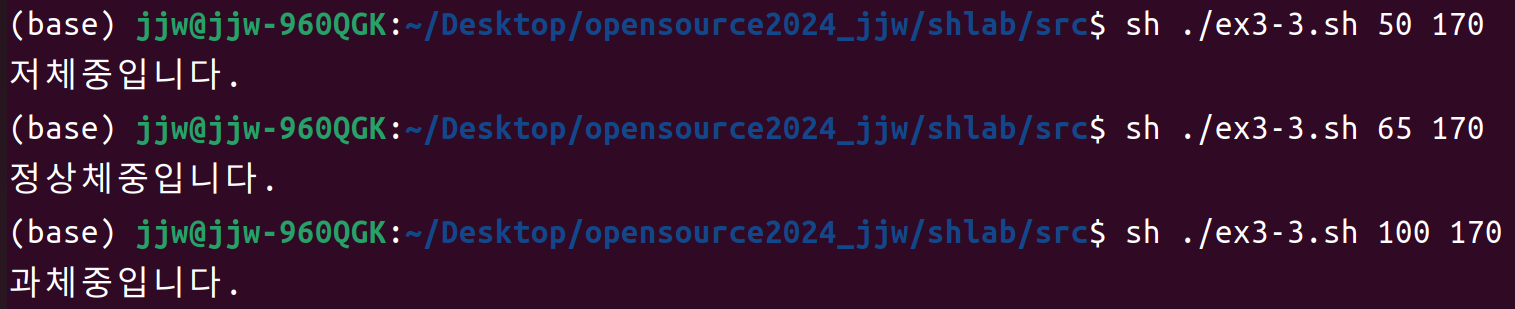 (base) jjw@jjw-960QGK:~/Desktop/opensource2024_jjw/shlab/src$ sh ./ex3-3.sh 50 170
저체중입니다.
(base) jjw@jjw-960QGK:~/Desktop/opensource2024_jjw/shlab/src$ sh ./ex3-3.sh 65 170
정상체중입니다.
(base) jjw@jjw-960QGK:~/Desktop/opensource2024_jjw/shlab/src$ sh ./ex3-3.sh 100 170
과체중입니다.